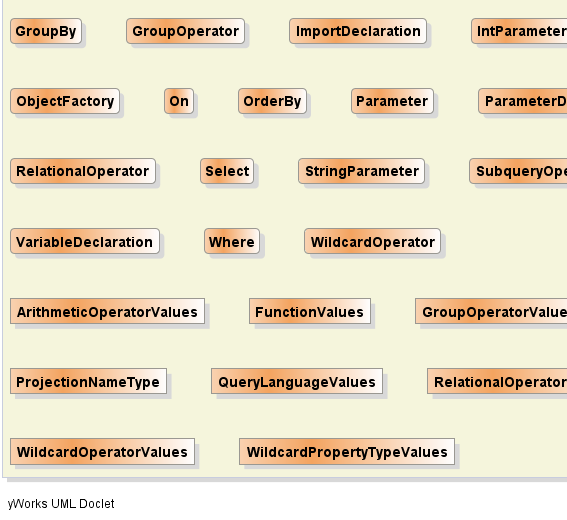 GroupBy GroupOperator ImportDeclaration IntParameter
ObjectFactory On OrderBy Parameter ParameterD
RelationalOperator Select StringParameter SubqueryOpe
VariableDeclaration Where WildcardOperator
ArithmeticOperatorValues FunctionValues GroupOperatorValue
ProjectionNameType QueryLanguageValues RelationalOperator
WildcardOperatorValues WildcardPropertyTypeValues
yWorks UML Doclet